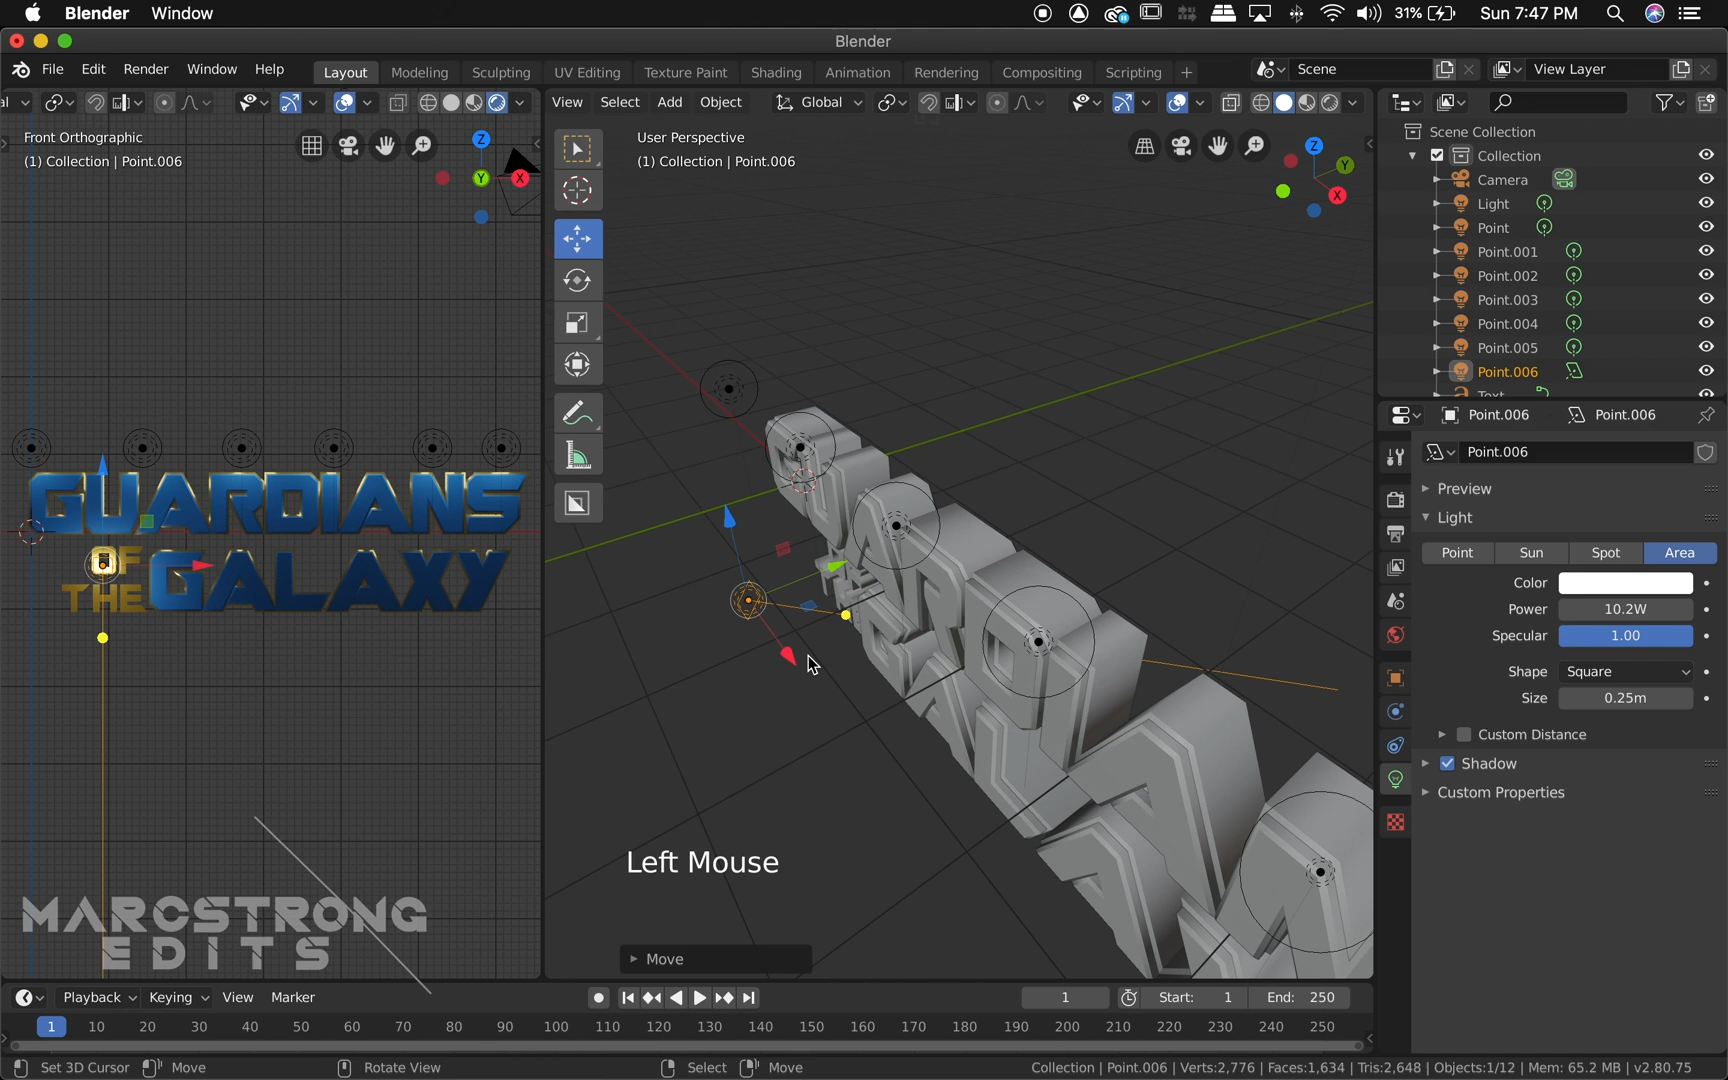 Blender Window 31% Sun 7:47 PM
Blender
File Edit Render Window Help Layout Modeling Sculpting UV Editing Texture Paint Shading Animation Rendering Compositing Scripting + Scene View Layer
al View Select Add Object Global
Front Orthographic
(1) Collection | Point.006
User Perspective
(1) Collection | Point.006
Z
Y
X
Z
Y
X
Scene Collection
Collection
Camera
Light
Point
Point.001
Point.002
Point.003
Point.004
Point.005
Point.006
Text
Point.006 Point.006
Point.006
Preview
Light
Point Sun Spot Area
Color
Power 10.2W
Specular 1.00
Shape Square
Size 0.25m
Custom Distance
Shadow
Custom Properties
GUARDIANS
OF
THE GALAXY
Left Mouse
MARCSTRONG
EDITS
Move
Playback Keying View Marker 1 Start: 1 End: 250
1 10 20 30 40 50 60 70 80 90 100 110 120 130 140 150 160 170 180 190 200 210 220 230 240 250
Set 3D Cursor Move Rotate View Select Move Collection | Point.006 | Verts:2,776 | Faces:1,634 | Tris:2,648 | Objects:1/12 | Mem: 65.2 MB | v2.80.75